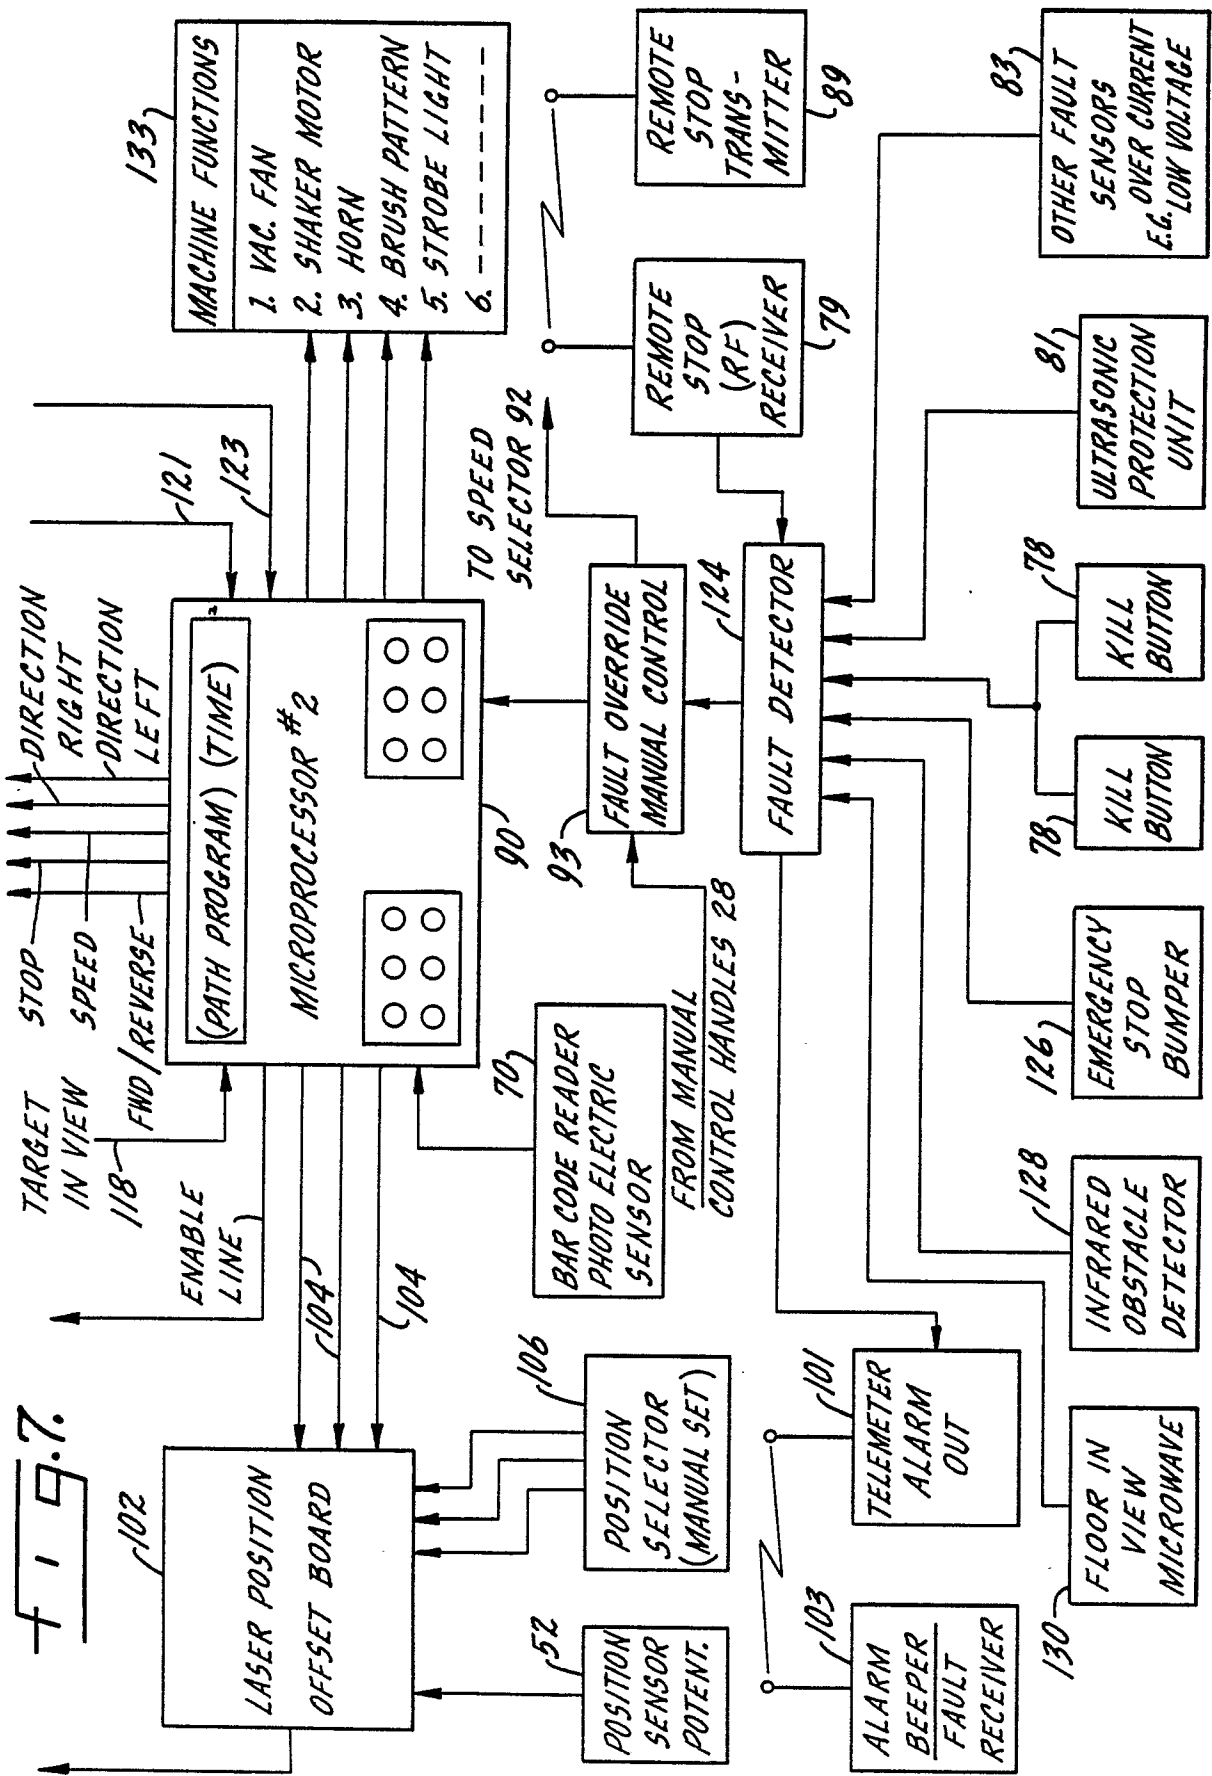 Fig.7.
102
LASER POSITION
OFFSET BOARD
TARGET
IN VIEW
118
ENABLE
LINE
104
104
STOP
SPEED
FWD/REVERSE
DIRECTION
RIGHT
DIRECTION
LEFT
121
123
(PATH PROGRAM) (TIME)
MICROPROCESSOR #2
90
133
MACHINE FUNCTIONS
1. VAC. FAN
2. SHAKER MOTOR
3. HORN
4. BRUSH PATTERN
5. STROBE LIGHT
6. -------
52
POSITION
SENSOR
POTENT.
106
POSITION
SELECTOR
(MANUAL SET)
70
BAR CODE READER
PHOTO ELECTRIC
SENSOR
FROM MANUAL
CONTROL HANDLES 28
93
FAULT OVERRIDE
MANUAL CONTROL
TO SPEED
SELECTOR 92
REMOTE
STOP
(RF)
RECEIVER
79
REMOTE
STOP
TRANS-
MITTER
89
124
FAULT DETECTOR
103
ALARM
BEEPER/
FAULT
RECEIVER
101
TELEMETER
ALARM
OUT
130
FLOOR IN
VIEW
MICROWAVE
128
INFRARED
OBSTACLE
DETECTOR
126
EMERGENCY
STOP
BUMPER
78
KILL
BUTTON
78
KILL
BUTTON
81
ULTRASONIC
PROTECTION
UNIT
83
OTHER FAULT
SENSORS
E.G. OVER CURRENT
LOW VOLTAGE